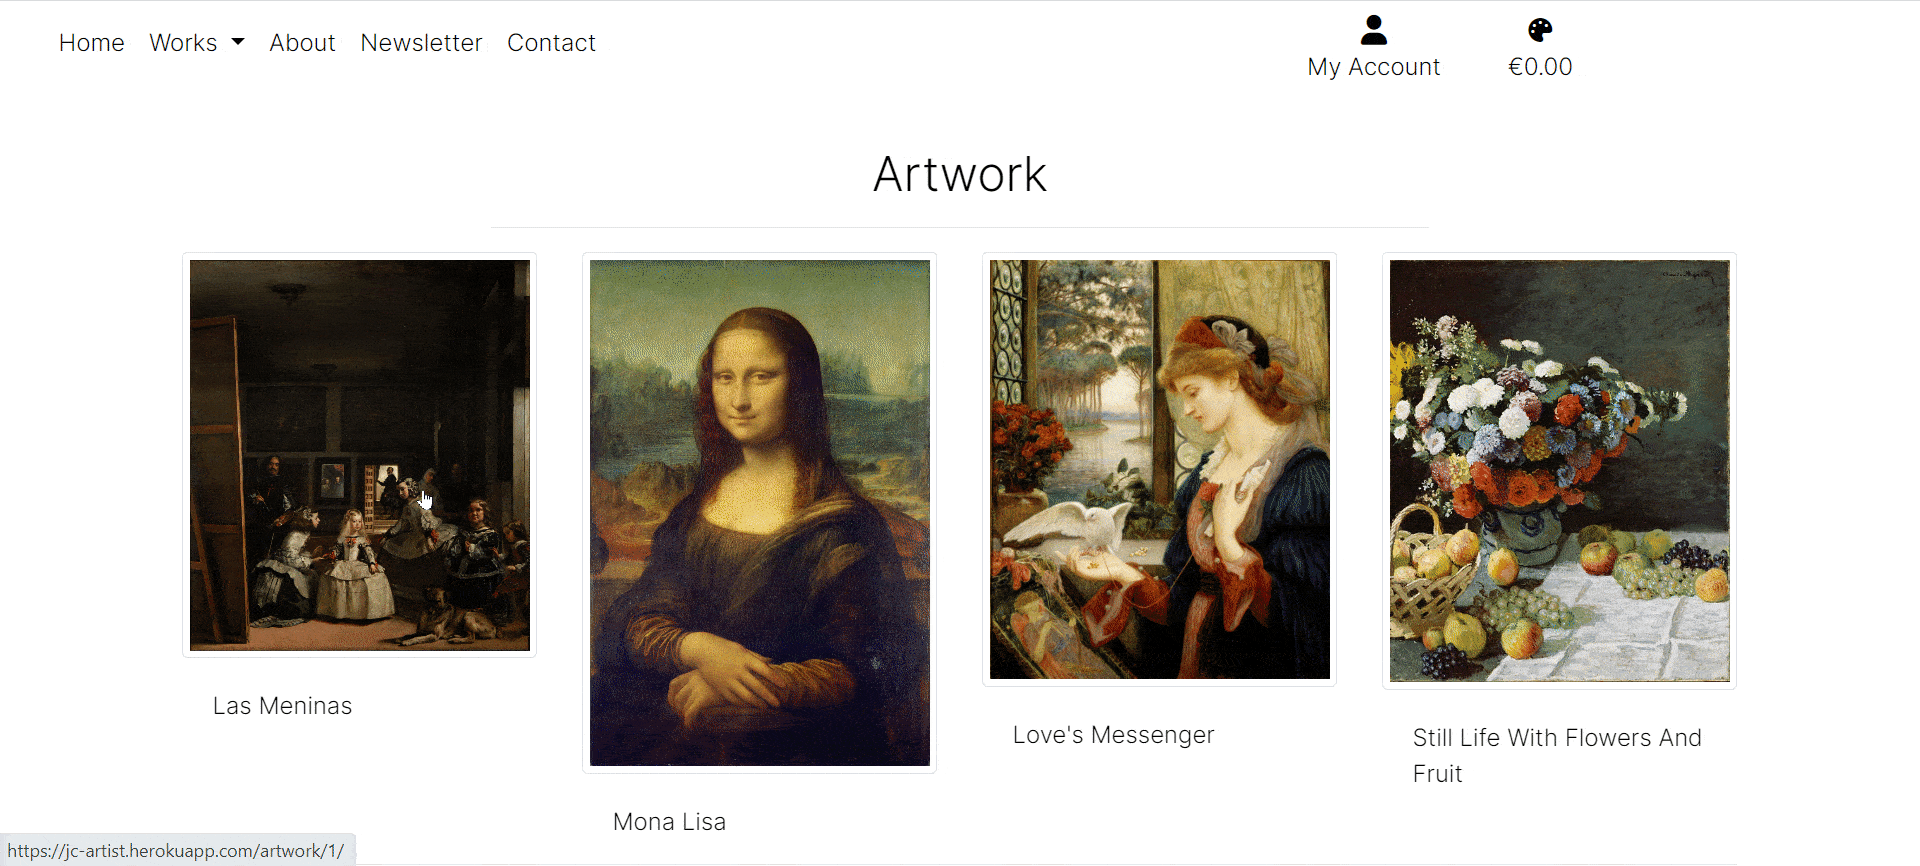 Home Works About Newsletter Contact
My Account
€0.00
Artwork
Las Meninas
Mona Lisa
Love's Messenger
Still Life With Flowers And
Fruit
https://jc-artist.herokuapp.com/artwork/1/